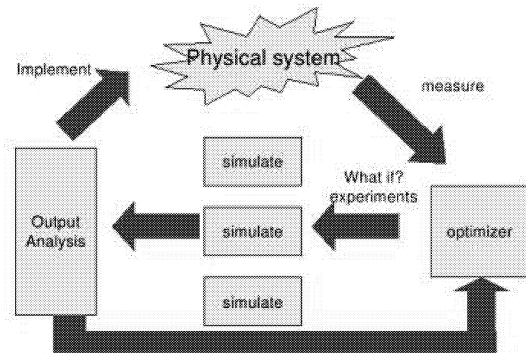 Physical system
Implement
measure
simulate
What if?
experiments
Output
Analysis
simulate
optimizer
simulate